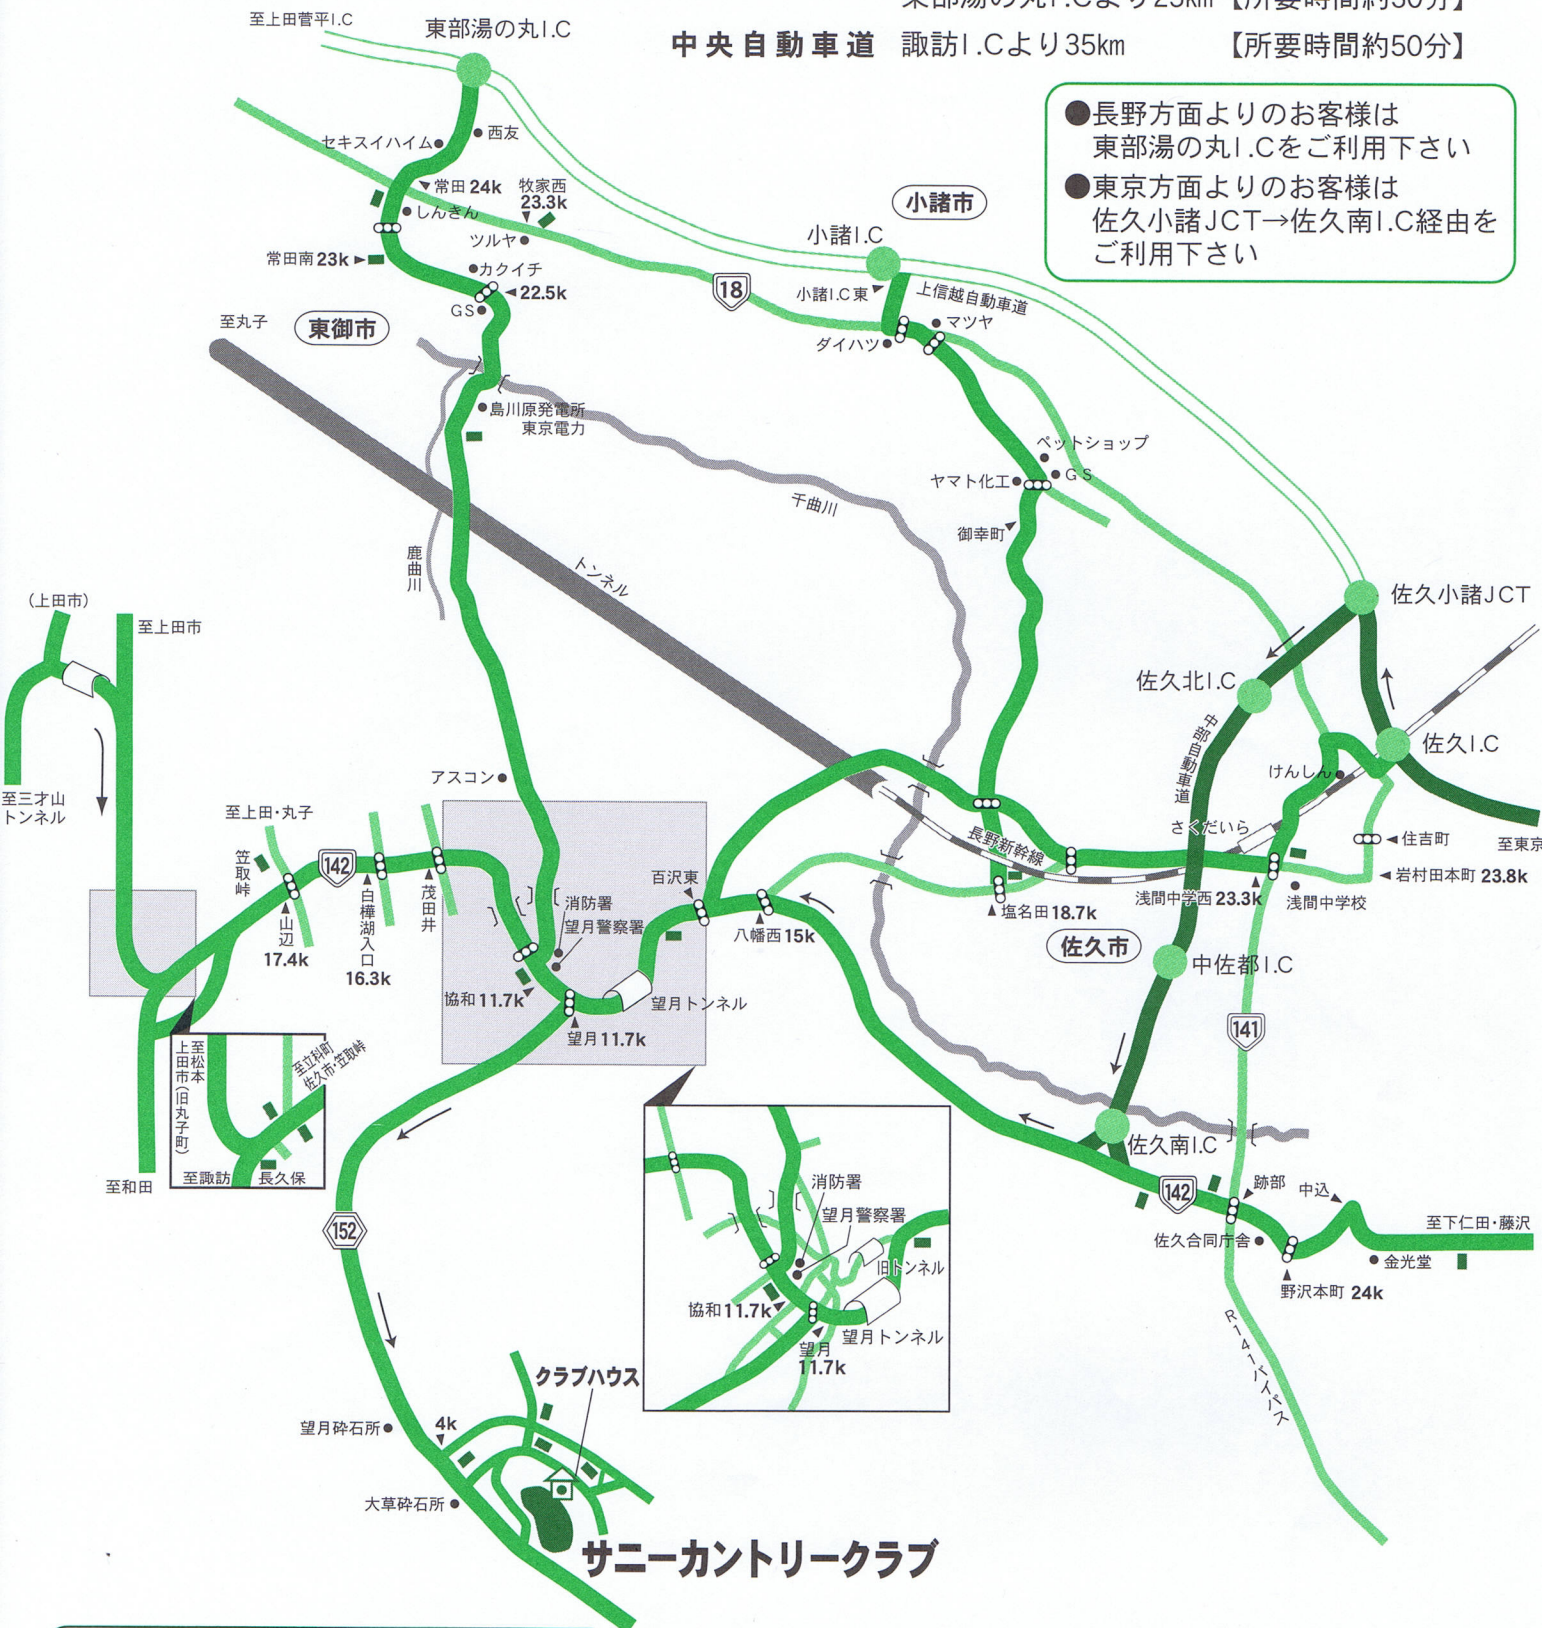 東部湯の丸I.Cより23km【所要時間約30分】
中央自動車道 諏訪I.Cより35km 【所要時間約50分】
●長野方面よりのお客様は
東部湯の丸I.Cをご利用下さい
●東京方面よりのお客様は
佐久小諸JCT→佐久南I.C経由を
ご利用下さい
至上田菅平I.C
東部湯の丸I.C
セキスイハイム
西友
常田 24k
牧家西
23.3k
しんきん
ツルヤ
常田南 23k
カクイチ
22.5k
GS
至丸子
東御市
18
小諸市
小諸I.C
小諸I.C東
上信越自動車道
マツヤ
ダイハツ
島川原発電所
東京電力
ペットショップ
GS
ヤマト化工
御幸町
千曲川
鹿曲川
トンネル
(上田市)
至上田市
至三才山
トンネル
佐久小諸JCT
佐久北I.C
中部自動車道
佐久I.C
けんしん
さくだいら
至東京
住吉町
岩村田本町 23.8k
アスコン
至上田・丸子
笠取峠
142
白樺湖入口
16.3k
茂田井
山辺
17.4k
百沢東
長野新幹線
消防署
望月警察署
八幡西 15k
塩名田 18.7k
浅間中学西 23.3k
浅間中学校
佐久市
中佐都I.C
協和 11.7k
望月トンネル
望月 11.7k
141
至松本
上田市(旧丸子町)
至立科町
佐久市・笠取峠
至諏訪
長久保
至和田
152
佐久南I.C
142
跡部
中込
至下仁田・藤沢
佐久合同庁舎
金光堂
野沢本町 24k
R141バイパス
消防署
望月警察署
旧トンネル
協和 11.7k
望月トンネル
望月
11.7k
クラブハウス
望月砕石所
4k
大草砕石所
サニーカントリークラブ